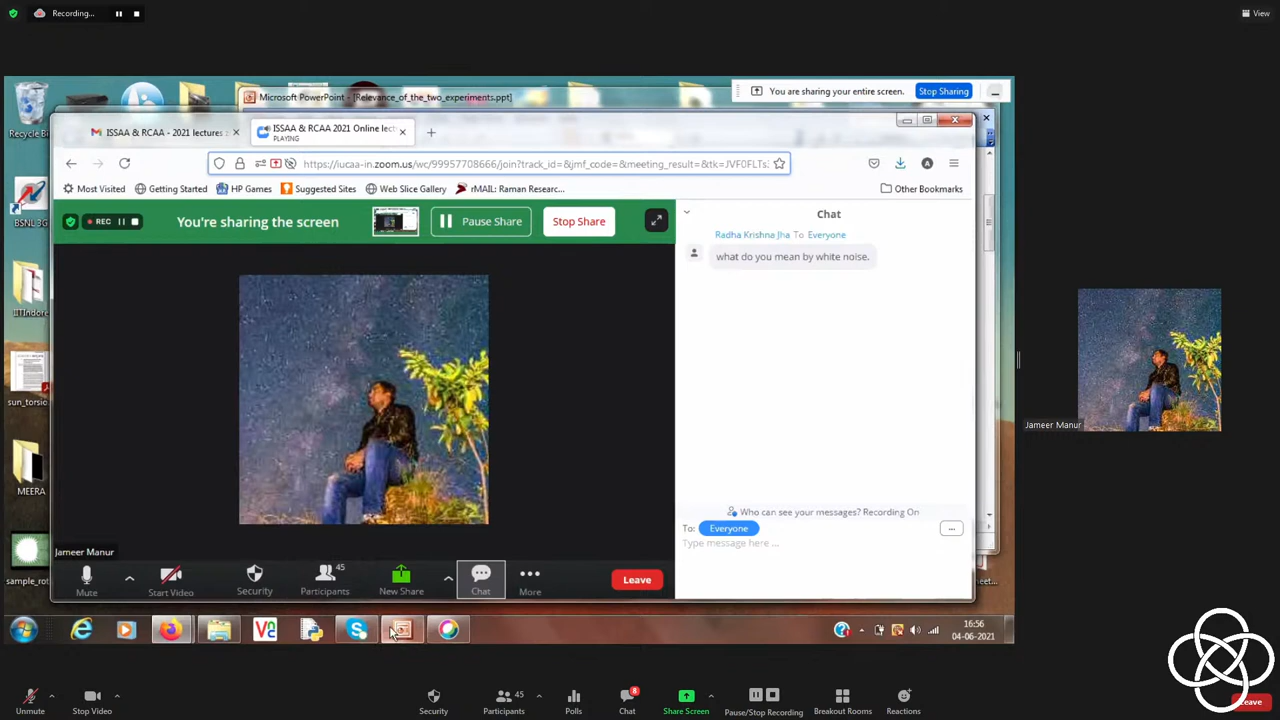 Recording...
View
Recycle Bi
Microsoft PowerPoint - [Relevance_of_the_two_experiments.ppt]
You are sharing your entire screen.
Stop Sharing
ISSAA & RCAA - 2021 lectures
ISSAA & RCAA 2021 Online lect
PLAYING
https://iucaa-in.zoom.us/wc/99957708666/join?track_id=&jmf_code=&meeting_result=&tk=JVF0FLTs
Most Visited
Getting Started
HP Games
Suggested Sites
Web Slice Gallery
rMAIL: Raman Researc...
Other Bookmarks
BSNL 3G
REC
You're sharing the screen
Pause Share
Stop Share
Chat
Radha Krishna Jha To Everyone
what do you mean by white noise.
IITIndore
sun_torsio
MEERA
sample_rot
Who can see your messages? Recording On
To: Everyone
Type message here ...
Jameer Manur
Mute
Start Video
Security
45
Participants
New Share
Chat
More
Leave
eet...
16:56
04-06-2021
Jameer Manur
Unmute
Stop Video
Security
Participants
45
Polls
Chat
8
Share Screen
Pause/Stop Recording
Breakout Rooms
Reactions
Leave